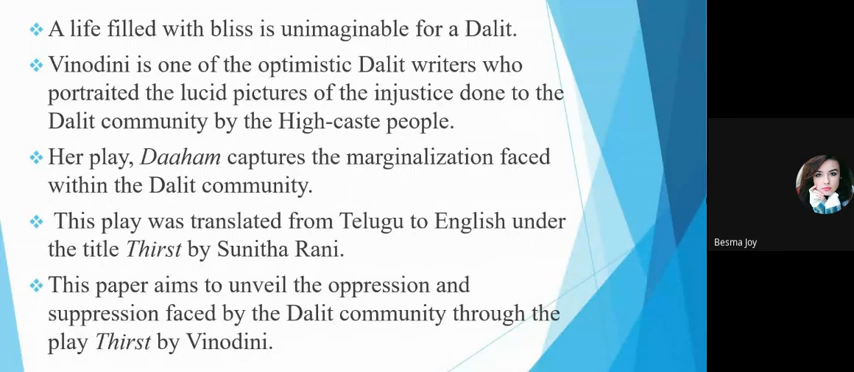 A life filled with bliss is unimaginable for a Dalit.
Vinodini is one of the optimistic Dalit writers who
portraited the lucid pictures of the injustice done to the
Dalit community by the High-caste people.
Her play, Daaham captures the marginalization faced
within the Dalit community.
This play was translated from Telugu to English under
the title Thirst by Sunitha Rani.
This paper aims to unveil the oppression and
suppression faced by the Dalit community through the
play Thirst by Vinodini.
Besma Joy